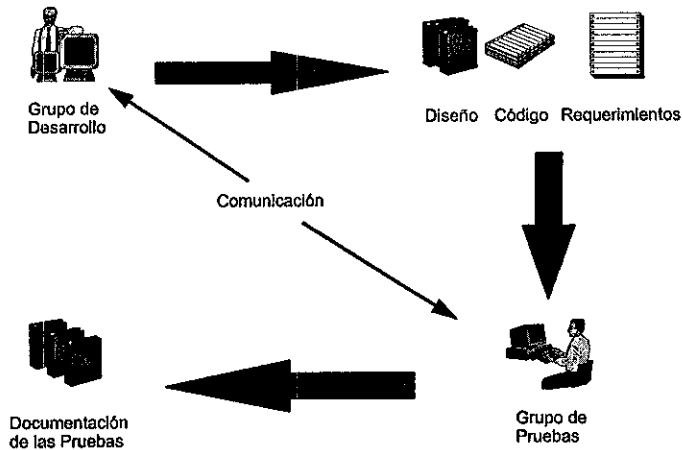 Grupo de
Desarrollo
Diseño Código Requerimientos
Comunicación
Documentación
de las Pruebas
Grupo de
Pruebas